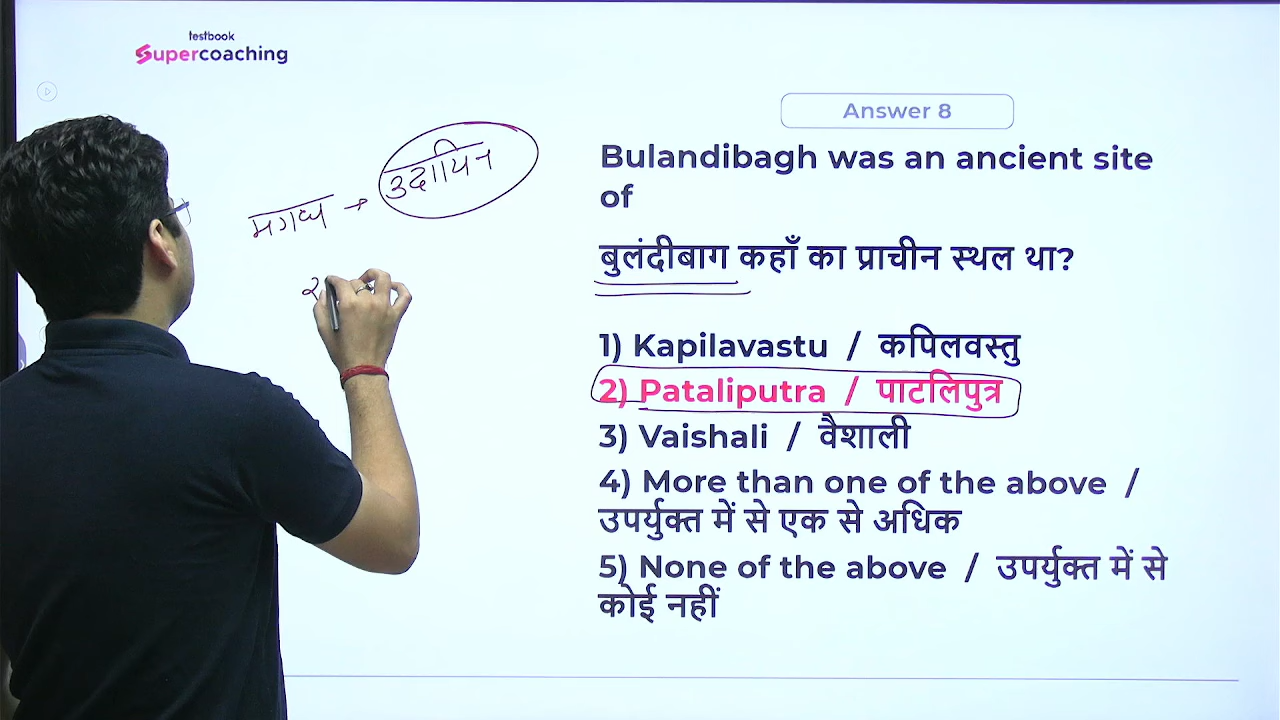 testbook
Supercoaching
Answer 8
मगध → उदायिन
Bulandibagh was an ancient site
of
बुलंदीबाग कहाँ का प्राचीन स्थल था?
1) Kapilavastu / कपिलवस्तु
2) Pataliputra / पाटलिपुत्र
3) Vaishali / वैशाली
4) More than one of the above /
उपर्युक्त में से एक से अधिक
5) None of the above / उपर्युक्त में से
कोई नहीं